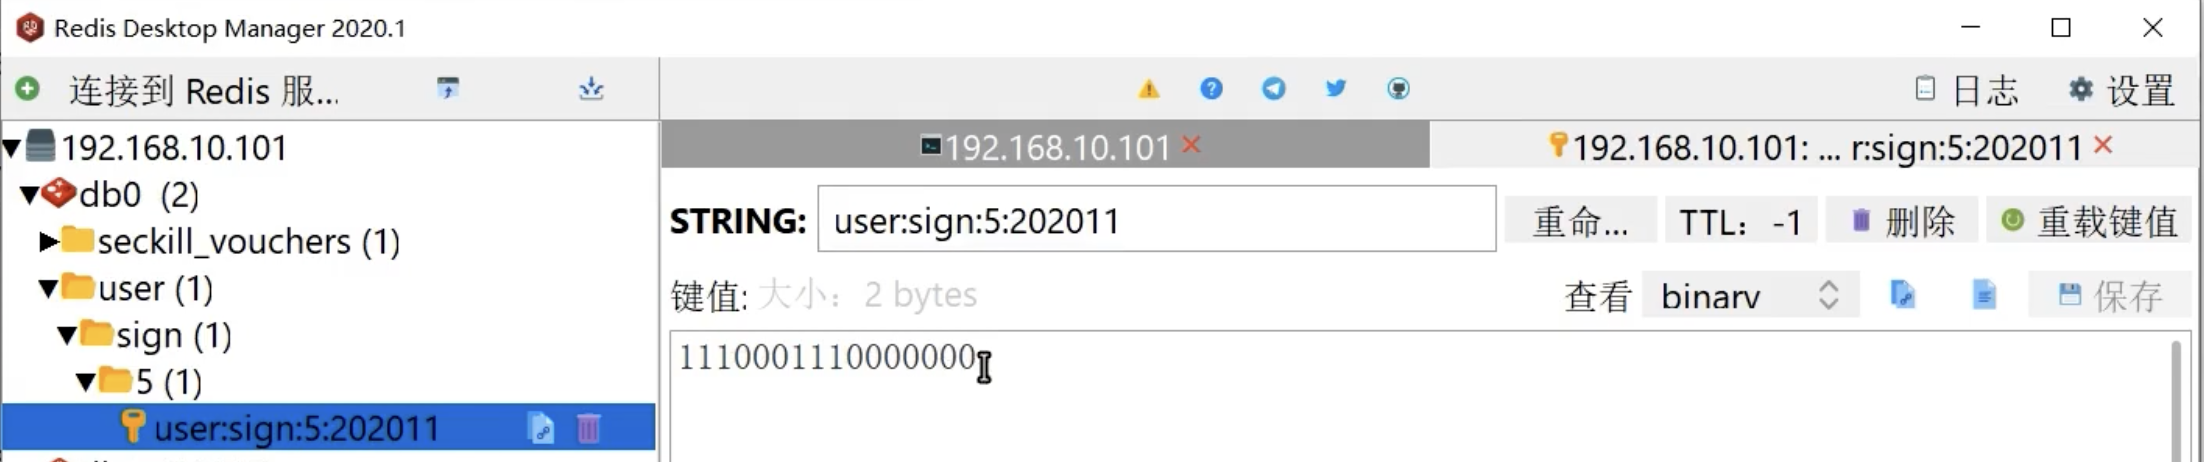 Redis Desktop Manager 2020.1
连接到 Redis 服...
日志
设置
192.168.10.101
db0 (2)
seckill_vouchers (1)
user (1)
sign (1)
5 (1)
user:sign:5:202011
192.168.10.101
192.168.10.101: ... r:sign:5:202011
STRING: user:sign:5:202011
重命...
TTL: -1
删除
重载键值
键值: 大小: 2 bytes
查看 binary
保存
1110001110000000